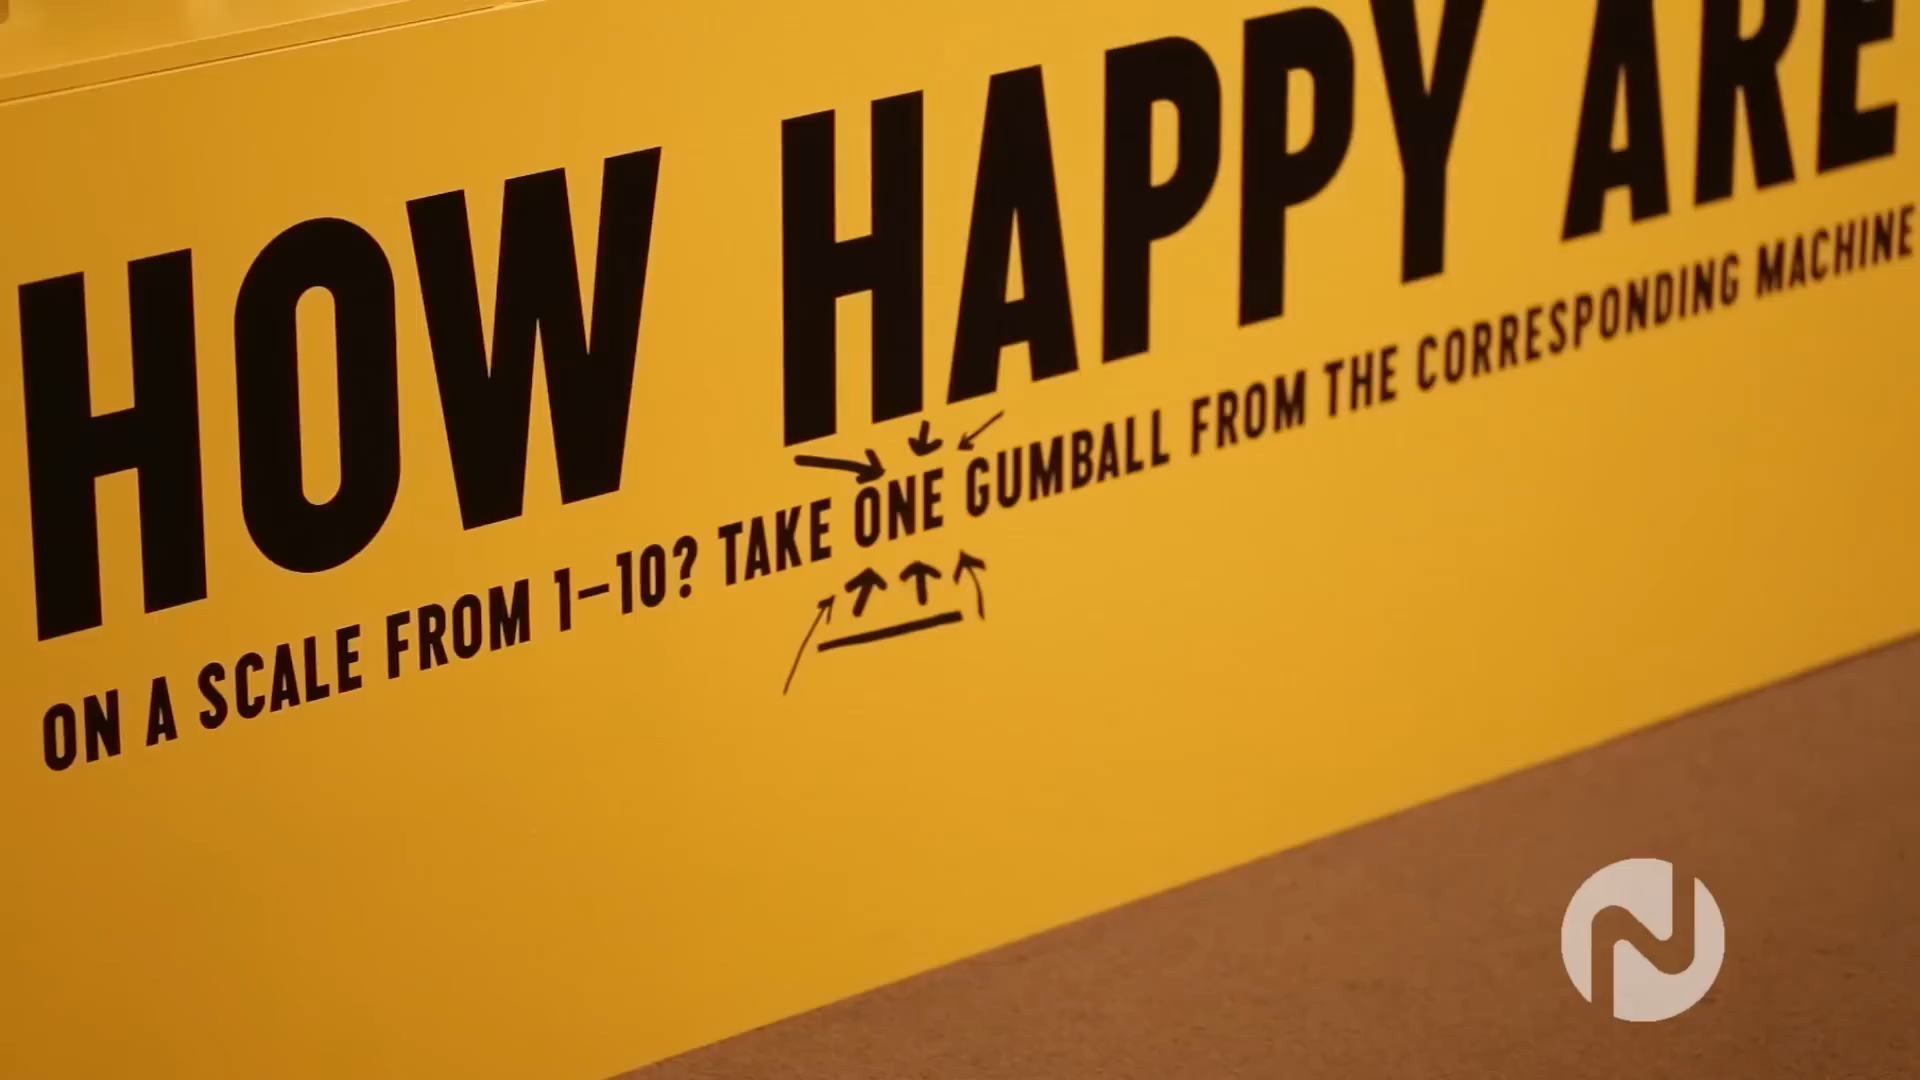 HOW HAPPY ARE
ON A SCALE FROM 1–10? TAKE ONE GUMBALL FROM THE CORRESPONDING MACHINE